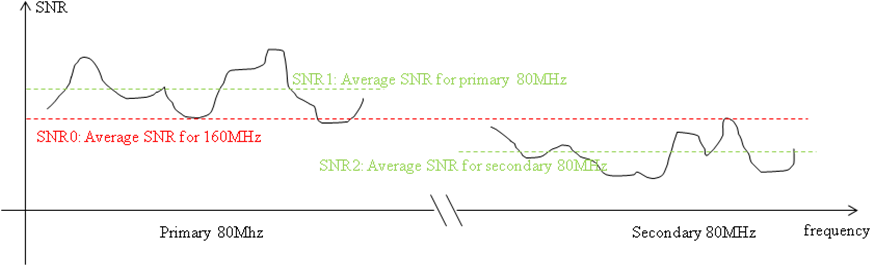 SNR
SNR1: Average SNR for primary 80MHz
SNR0: Average SNR for 160MHz
SNR2: Average SNR for secondary 80MHz
Primary 80Mhz
Secondary 80MHz
frequency